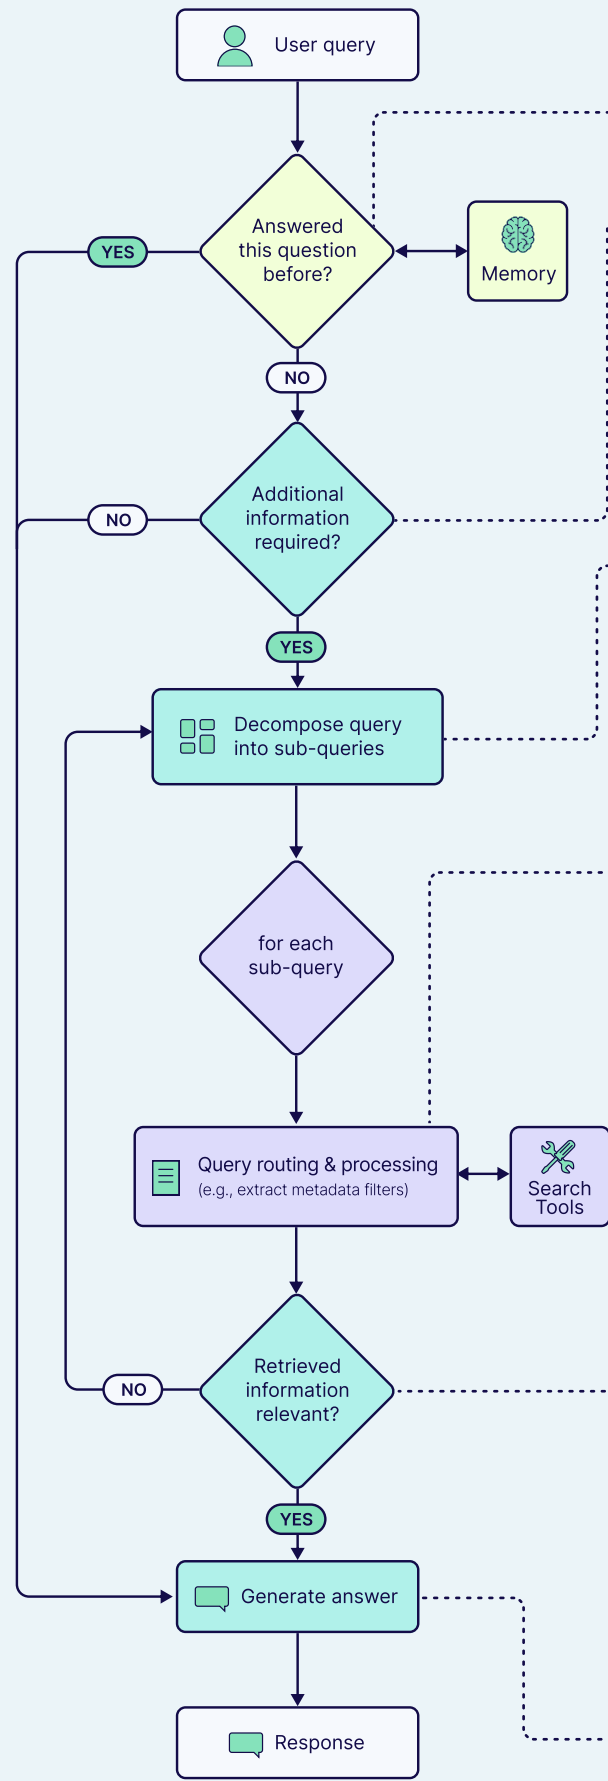 User query
Answered
this question
before?
YES
Memory
NO
Additional
information
required?
NO
YES
Decompose query
into sub-queries
for each
sub-query
Query routing & processing
(e.g., extract metadata filters)
Search
Tools
Retrieved
information
relevant?
NO
YES
Generate answer
Response